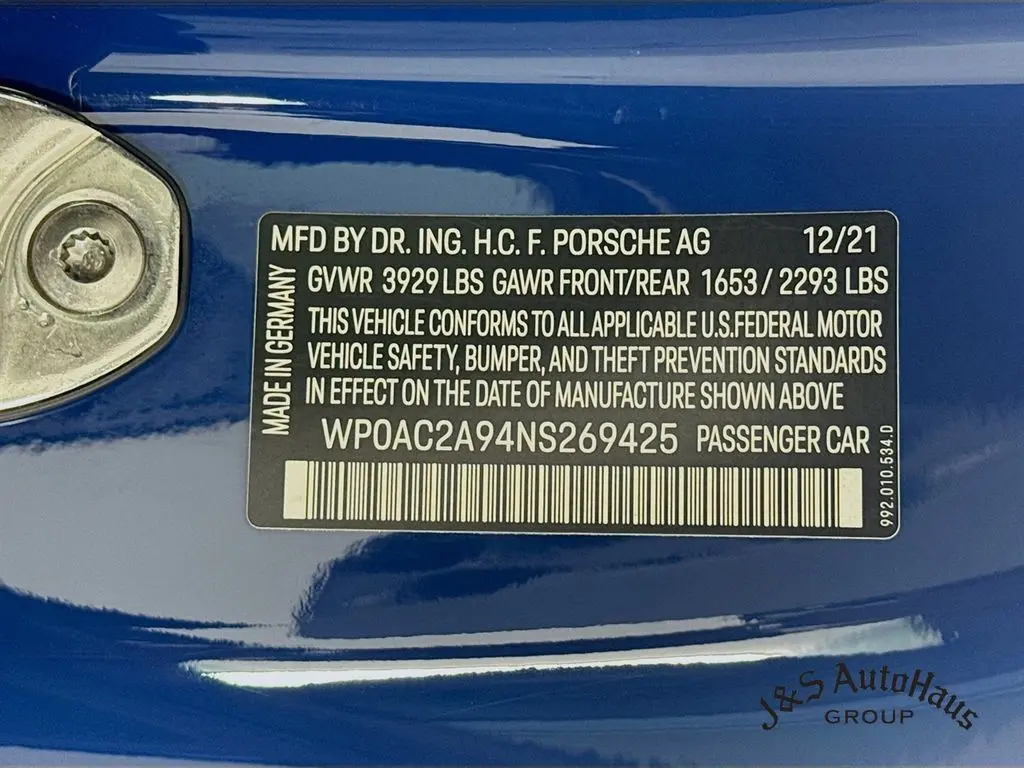 MFD BY DR. ING. H.C. F. PORSCHE AG 12/21
GVWR 3929 LBS GAWR FRONT/REAR 1653 / 2293 LBS
THIS VEHICLE CONFORMS TO ALL APPLICABLE U.S.FEDERAL MOTOR
VEHICLE SAFETY, BUMPER, AND THEFT PREVENTION STANDARDS
IN EFFECT ON THE DATE OF MANUFACTURE SHOWN ABOVE
MADE IN GERMANY
WP0AC2A94NS269425 PASSENGER CAR
992.010.534.D
J&S AutoHaus
GROUP